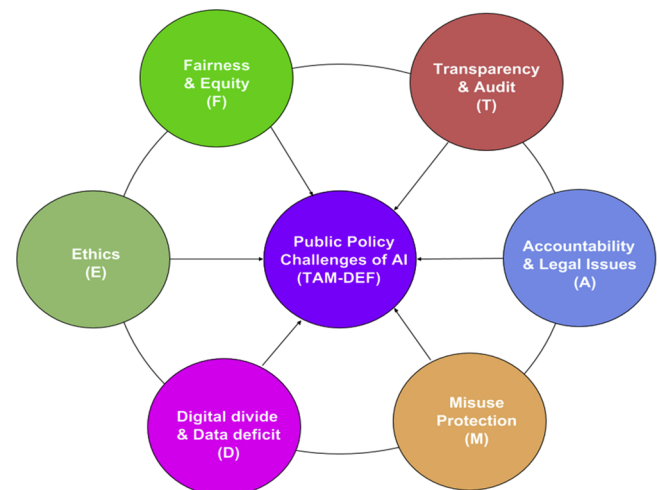 Fairness
& Equity
(F)
Transparency
& Audit
(T)
Ethics
(E)
Public Policy
Challenges of AI
(TAM-DEF)
Accountability
& Legal Issues
(A)
Digital divide
& Data deficit
(D)
Misuse
Protection
(M)